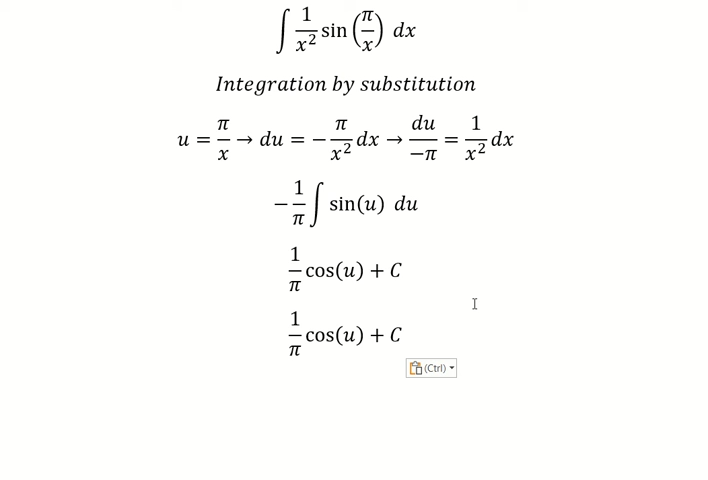 ∫ 1/x² sin(π/x) dx
Integration by substitution
u = π/x → du = −π/x² dx → du/−π = 1/x² dx
−1/π ∫ sin(u) du
1/π cos(u) + C
1/π cos(u) + C
(Ctrl)